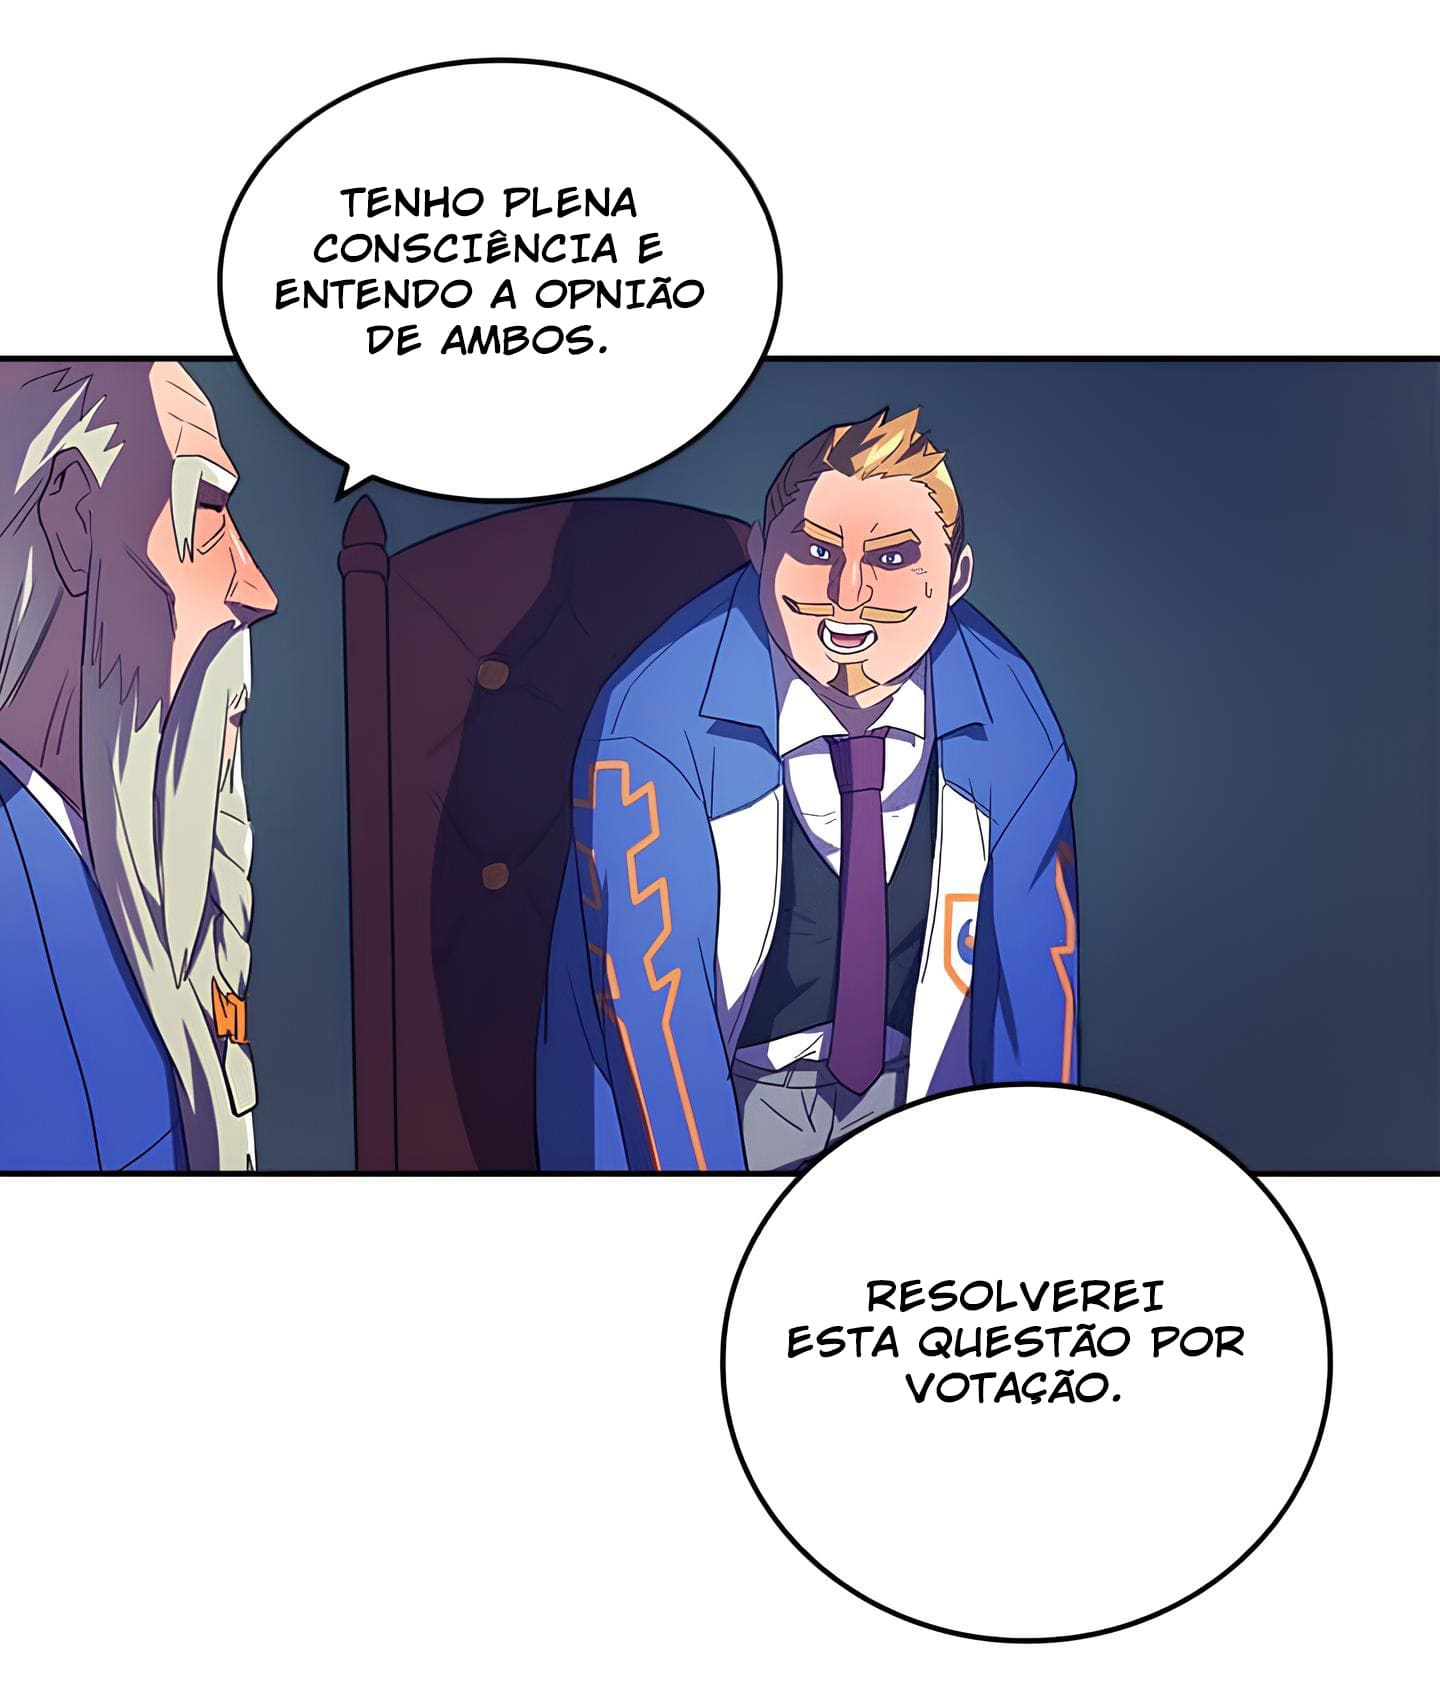 TENHO PLENA
CONSCIÊNCIA E
ENTENDO A OPNIÃO
DE AMBOS.
RESOLVEREI
ESTA QUESTÃO POR
VOTAÇÃO.